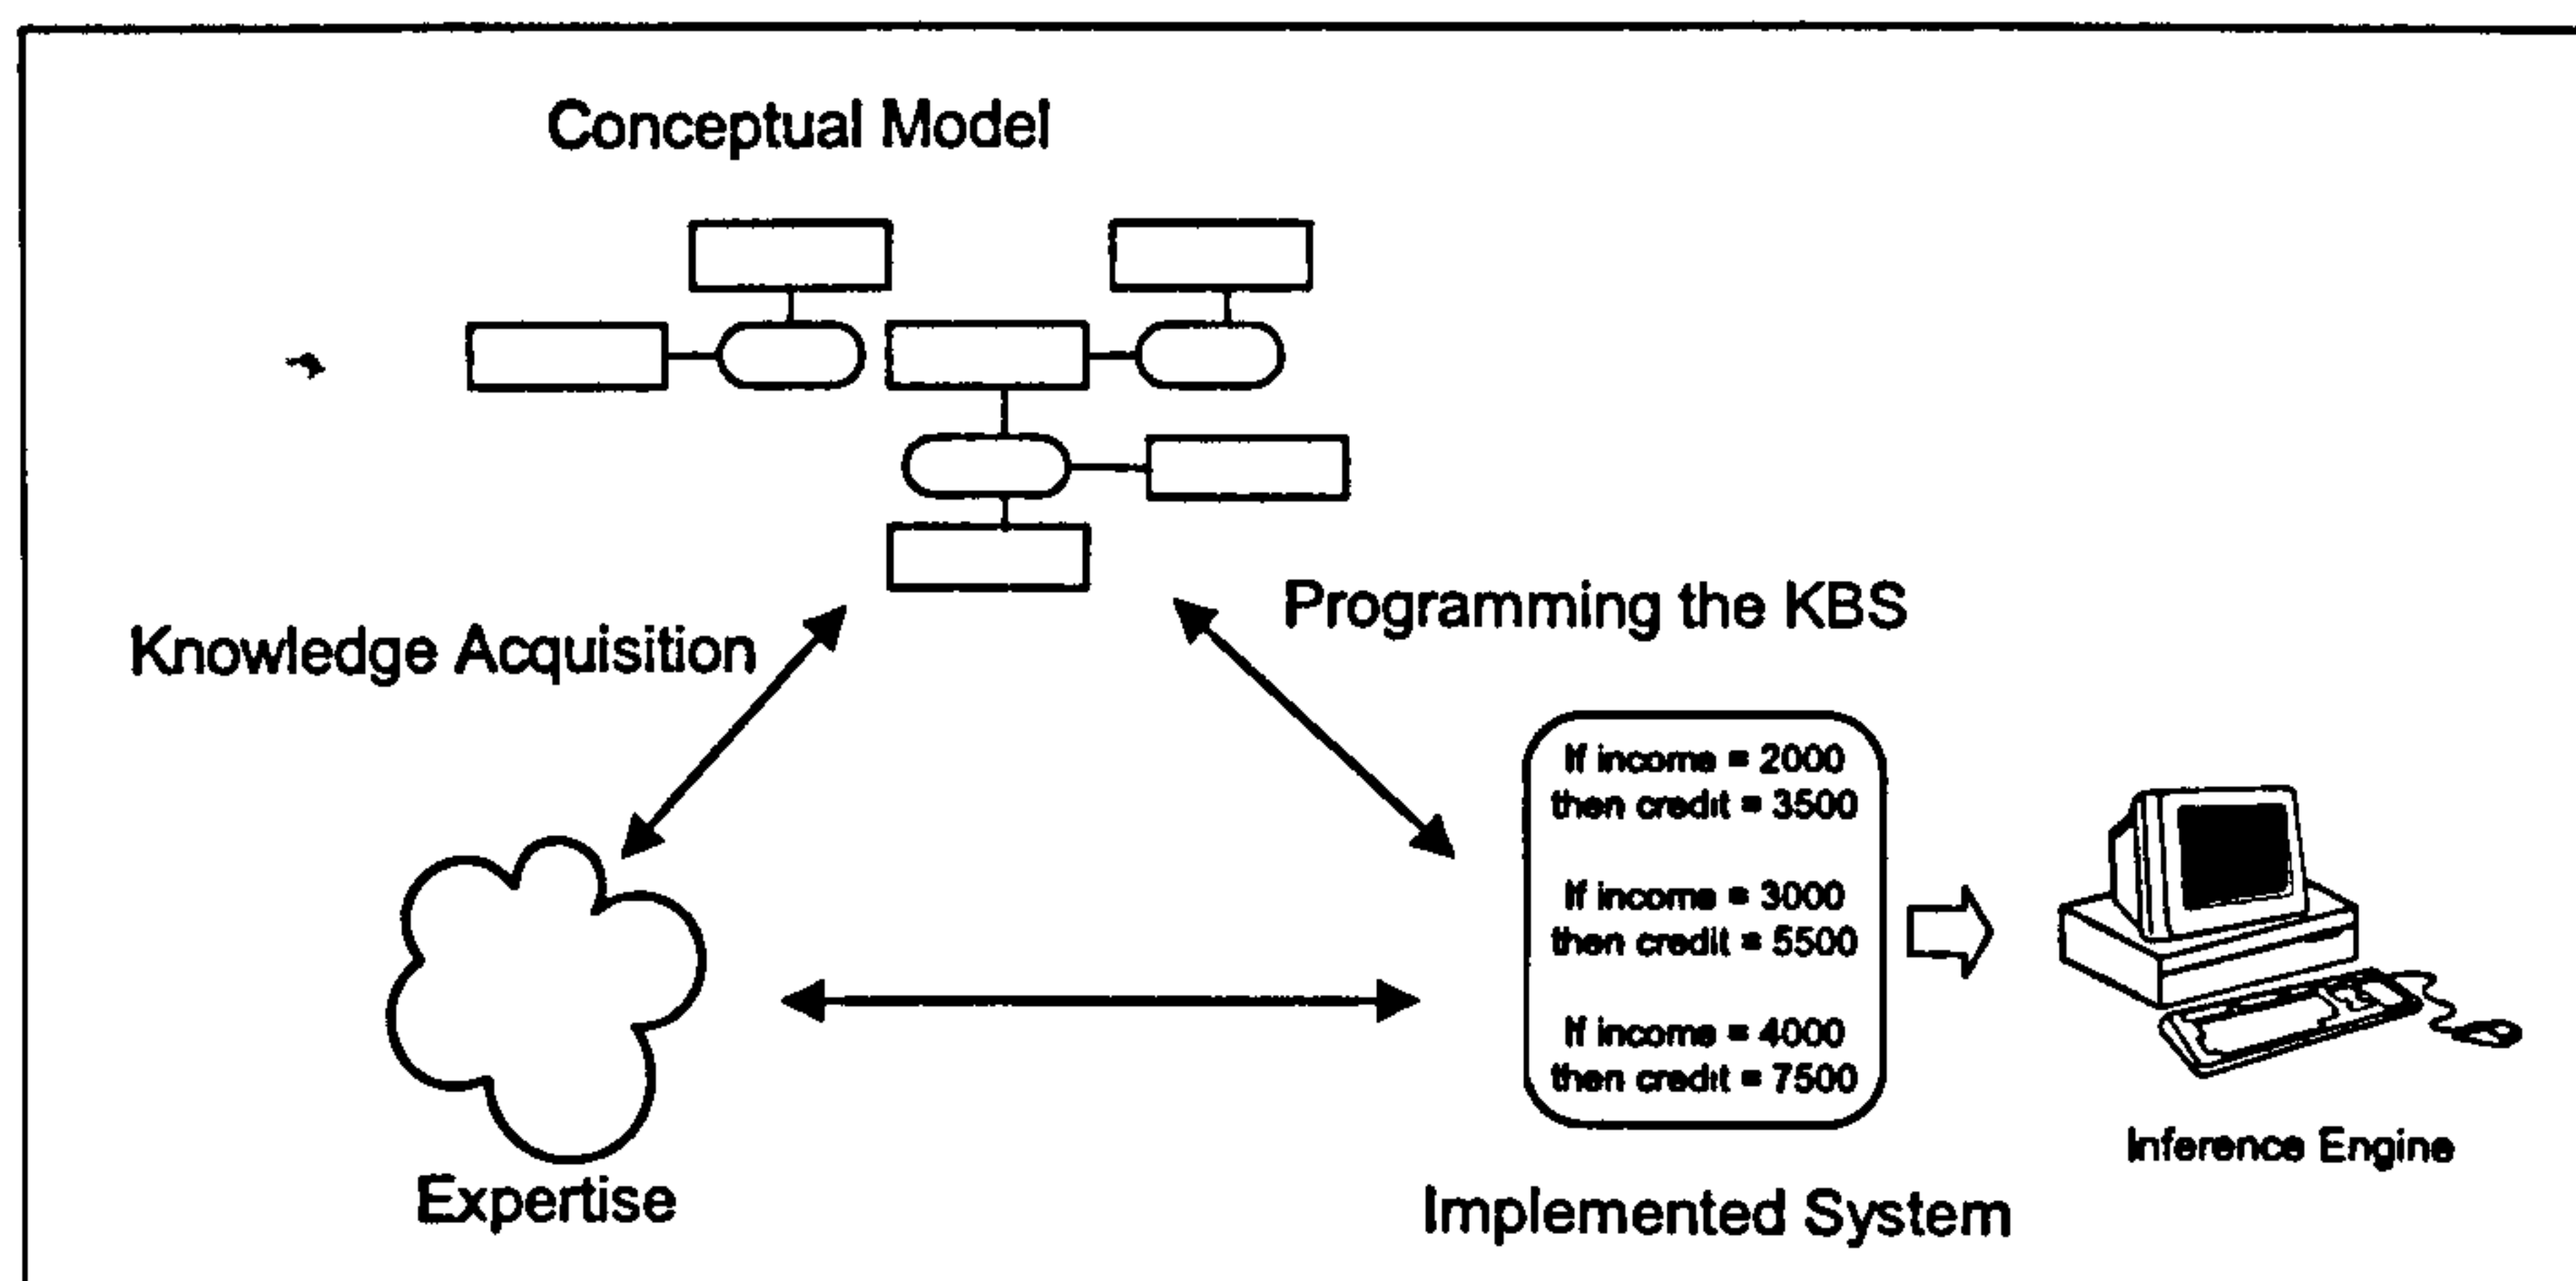 Conceptual Model
Programming the KBS
Knowledge Acquisition
If income = 2000
then credit = 3500
If income = 3000
then credit = 5500
If income = 4000
then credit = 7500
Inference Engine
Expertise
Implemented System